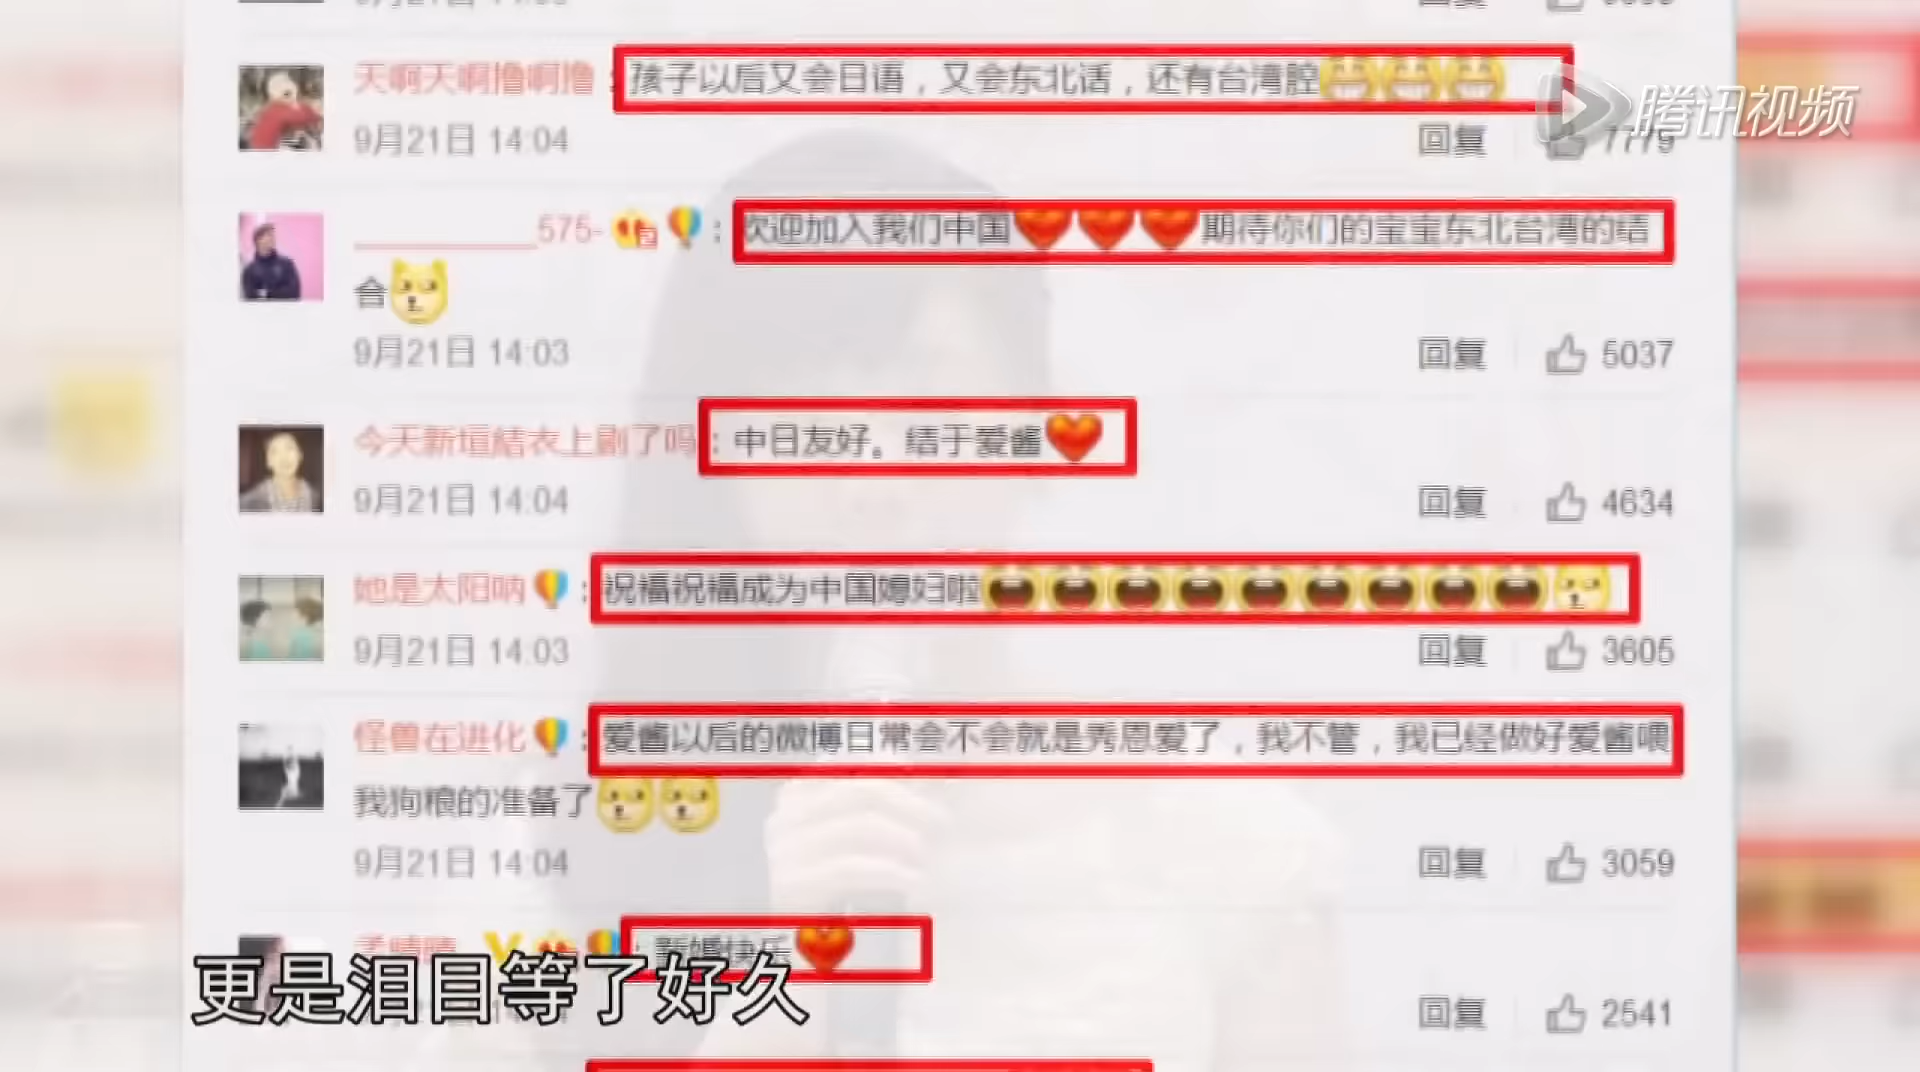 天啊天啊撸啊撸：孩子以后又会日语，又会东北话，还有台湾腔
腾讯视频
9月21日 14:04 回复 7779
________575-：欢迎加入我们中国期待你们的宝宝东北台湾的结
合
9月21日 14:03 回复 5037
今天新垣結衣上剧了吗：中日友好。结于爱酱
9月21日 14:04 回复 4634
她是太阳呐：祝福祝福成为中国媳妇啦
9月21日 14:03 回复 3605
怪兽在进化：爱酱以后的微博日常会不会就是秀恩爱了，我不管，我已经做好爱酱喂
我狗粮的准备了
9月21日 14:04 回复 3059
：新婚快乐
更是泪目等了好久
回复 2541